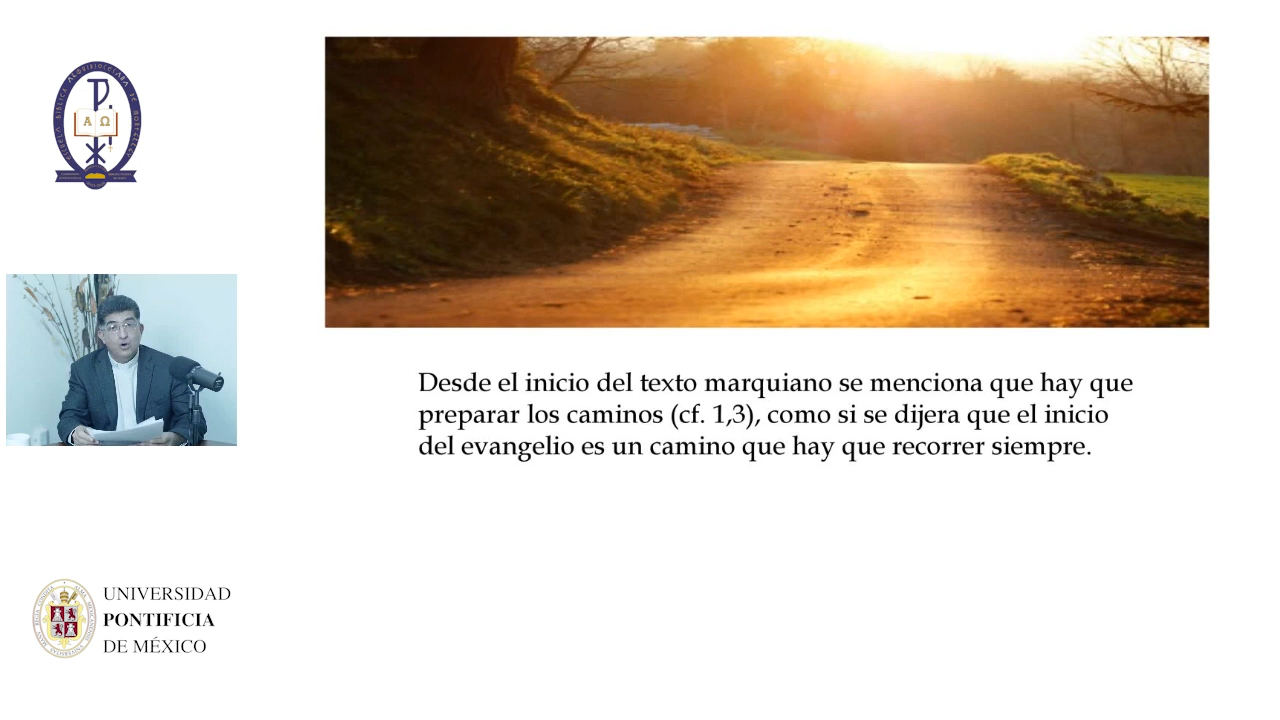 ESCUELA BÍBLICA
A Ω
Desde el inicio del texto marquiano se menciona que hay que
preparar los caminos (cf. 1,3), como si se dijera que el inicio
del evangelio es un camino que hay que recorrer siempre.
UNIVERSIDAD
PONTIFICIA
DE MÉXICO